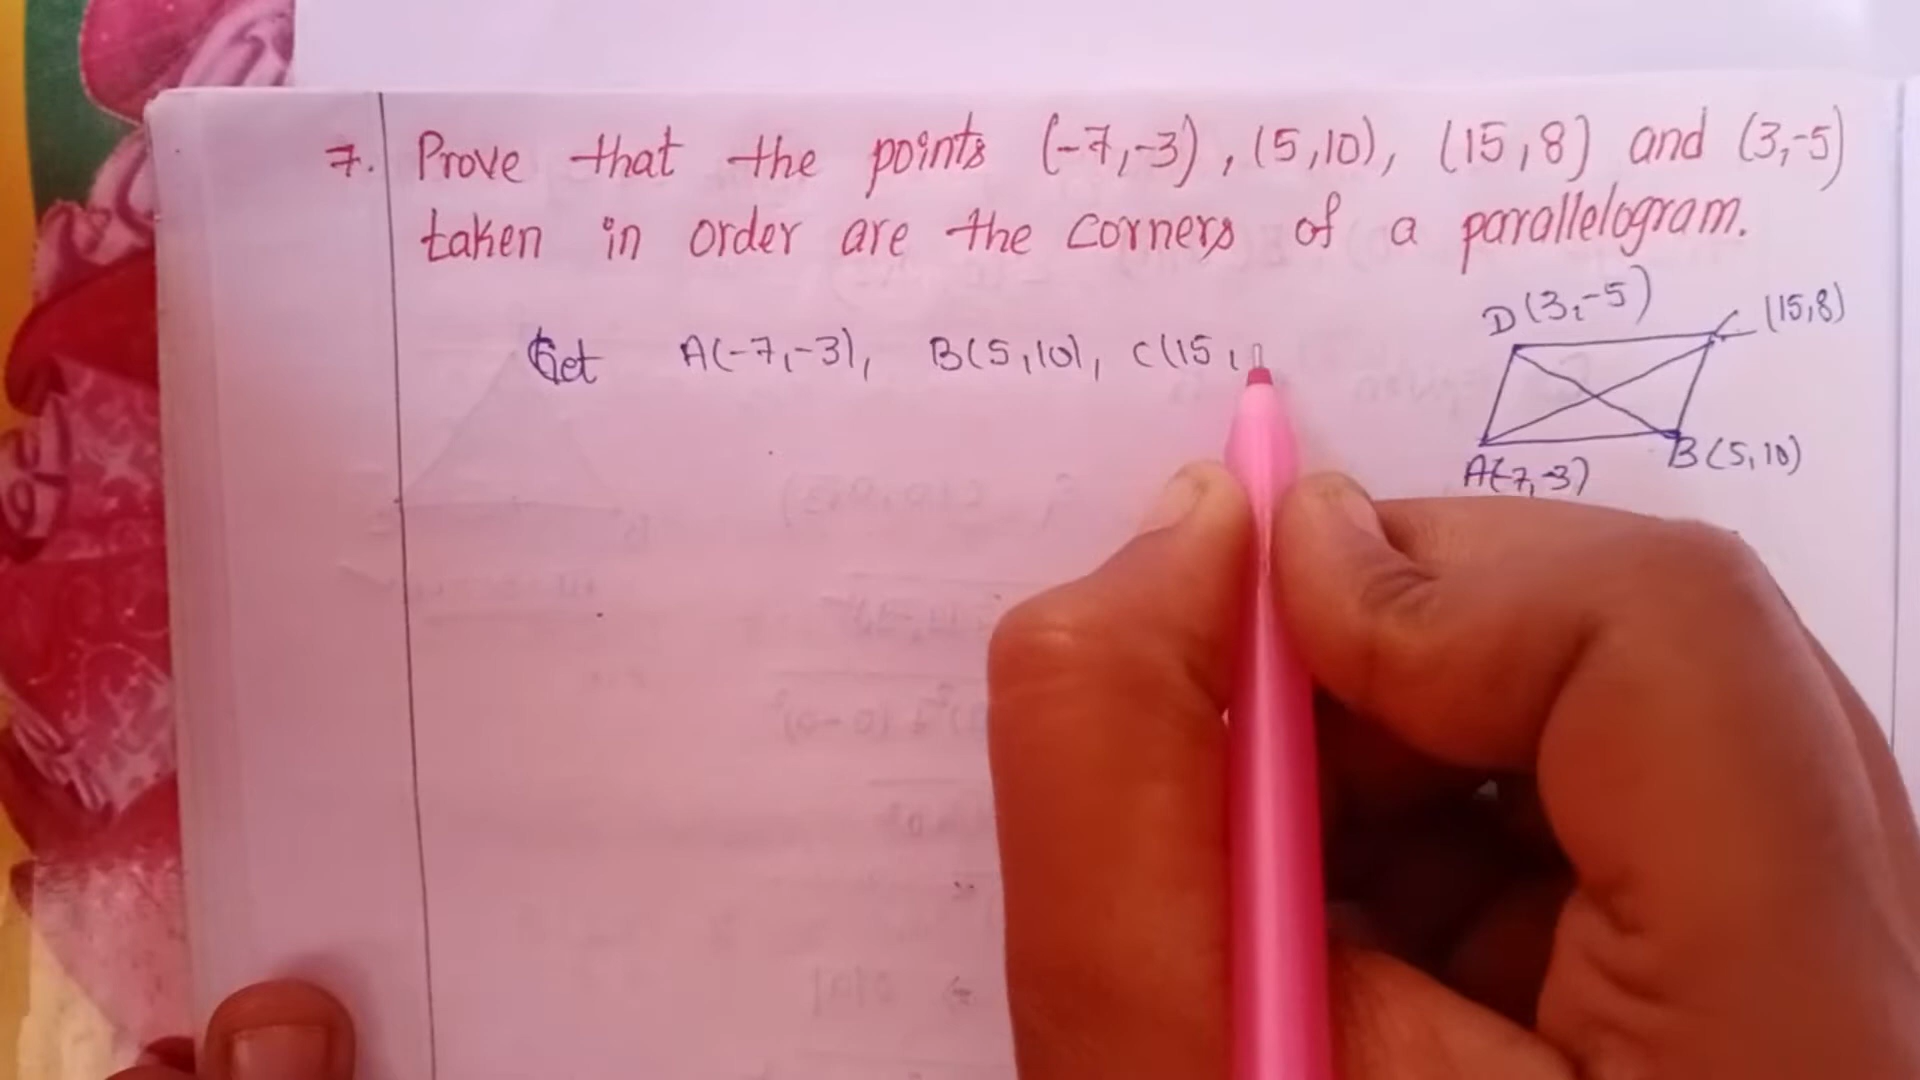 7. Prove that the points (-7,-3), (5,10), (15,8) and (3,-5)
taken in order are the corners of a parallelogram.
D(3,-5) C (15,8)
Let A(-7,-3), B(5,10), C(15,
A(-7,-3) B(5,10)